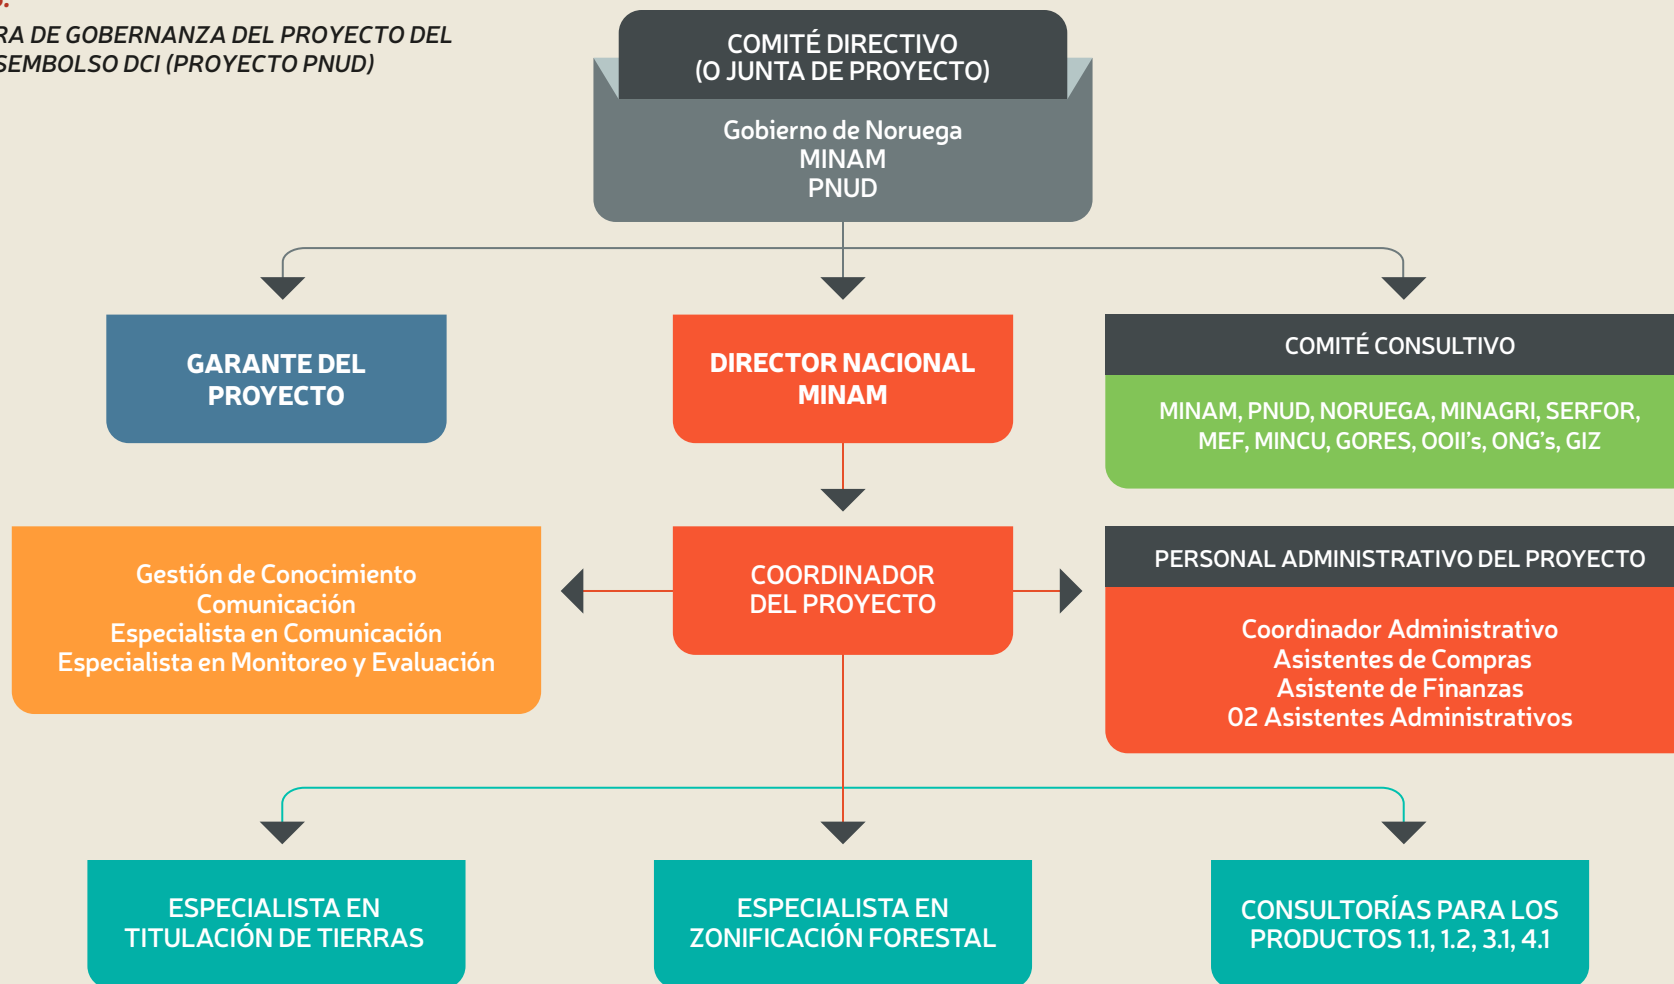 RA DE GOBERNANZA DEL PROYECTO DEL
SEMBOLSO DCI (PROYECTO PNUD)
COMITÉ DIRECTIVO
(O JUNTA DE PROYECTO)
Gobierno de Noruega
MINAM
PNUD
GARANTE DEL
PROYECTO
DIRECTOR NACIONAL
MINAM
COMITÉ CONSULTIVO
MINAM, PNUD, NORUEGA, MINAGRI, SERFOR,
MEF, MINCU, GORES, OOII's, ONG's, GIZ
Gestión de Conocimiento
Comunicación
Especialista en Comunicación
Especialista en Monitoreo y Evaluación
COORDINADOR
DEL PROYECTO
PERSONAL ADMINISTRATIVO DEL PROYECTO
Coordinador Administrativo
Asistentes de Compras
Asistente de Finanzas
02 Asistentes Administrativos
ESPECIALISTA EN
TITULACIÓN DE TIERRAS
ESPECIALISTA EN
ZONIFICACIÓN FORESTAL
CONSULTORÍAS PARA LOS
PRODUCTOS 1.1, 1.2, 3.1, 4.1